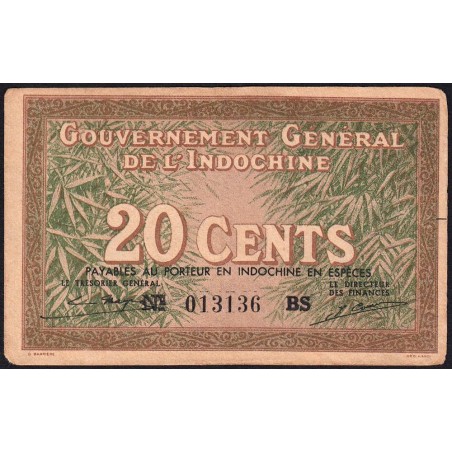 GOUVERNEMENT GÉNÉRAL
DE L'INDOCHINE
20 CENTS
PAYABLES AU PORTEUR EN INDOCHINE EN ESPÈCES
LE TRÉSORIER GÉNÉRAL
LE DIRECTEUR
DES FINANCES
Nº 013136 BS